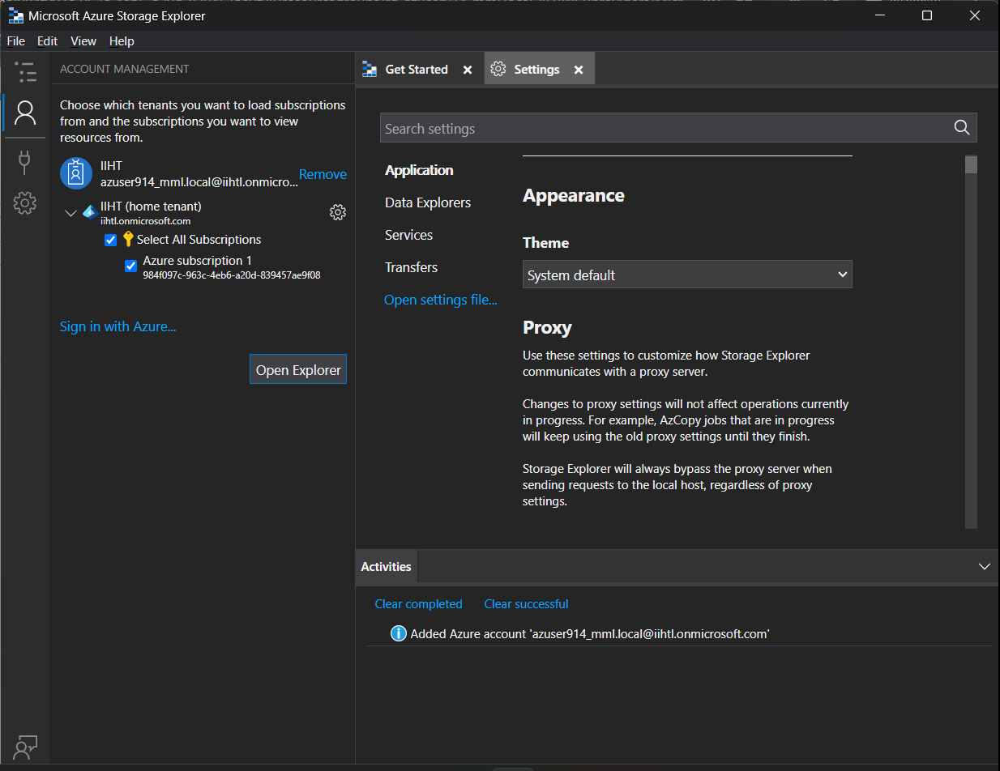 Microsoft Azure Storage Explorer
File Edit View Help
ACCOUNT MANAGEMENT
Choose which tenants you want to load subscriptions
from and the subscriptions you want to view
resources from.
IIHT
azuser914_mml.local@iihtl.onmicro...
Remove
IIHT (home tenant)
iihtl.onmicrosoft.com
Select All Subscriptions
Azure subscription 1
984f097c-963c-4eb6-a20d-839457ae9f08
Sign in with Azure...
Open Explorer
Get Started
Settings
Search settings
Application
Data Explorers
Services
Transfers
Open settings file...
Appearance
Theme
System default
Proxy
Use these settings to customize how Storage Explorer
communicates with a proxy server.
Changes to proxy settings will not affect operations currently
in progress. For example, AzCopy jobs that are in progress
will keep using the old proxy settings until they finish.
Storage Explorer will always bypass the proxy server when
sending requests to the local host, regardless of proxy
settings.
Activities
Clear completed Clear successful
Added Azure account 'azuser914_mml.local@iihtl.onmicrosoft.com'